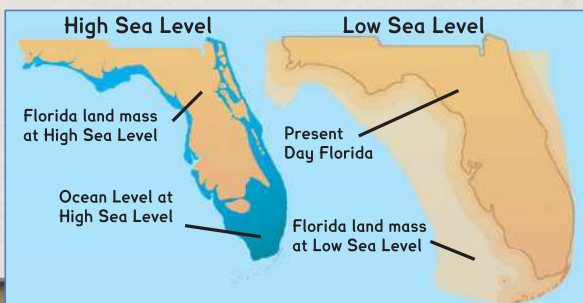 High Sea Level
Florida land mass
at High Sea Level
Ocean Level at
High Sea Level
Low Sea Level
Present
Day Florida
Florida land mass
at Low Sea Level